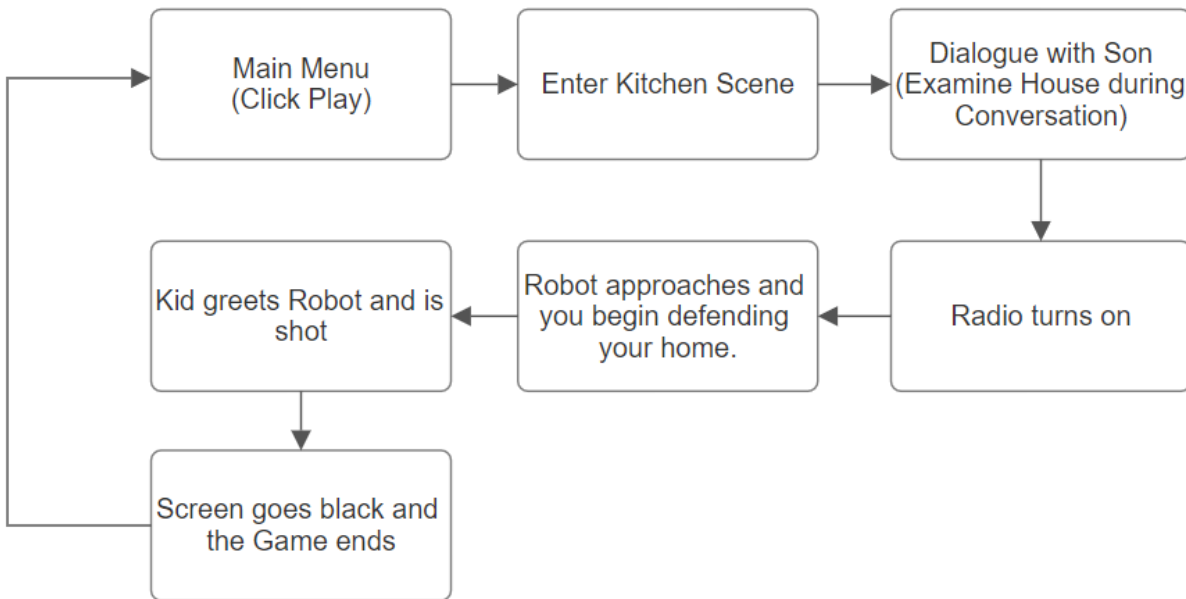 Main Menu
(Click Play)
Enter Kitchen Scene
Dialogue with Son
(Examine House during
Conversation)
Radio turns on
Robot approaches and
you begin defending
your home.
Kid greets Robot and is
shot
Screen goes black and
the Game ends